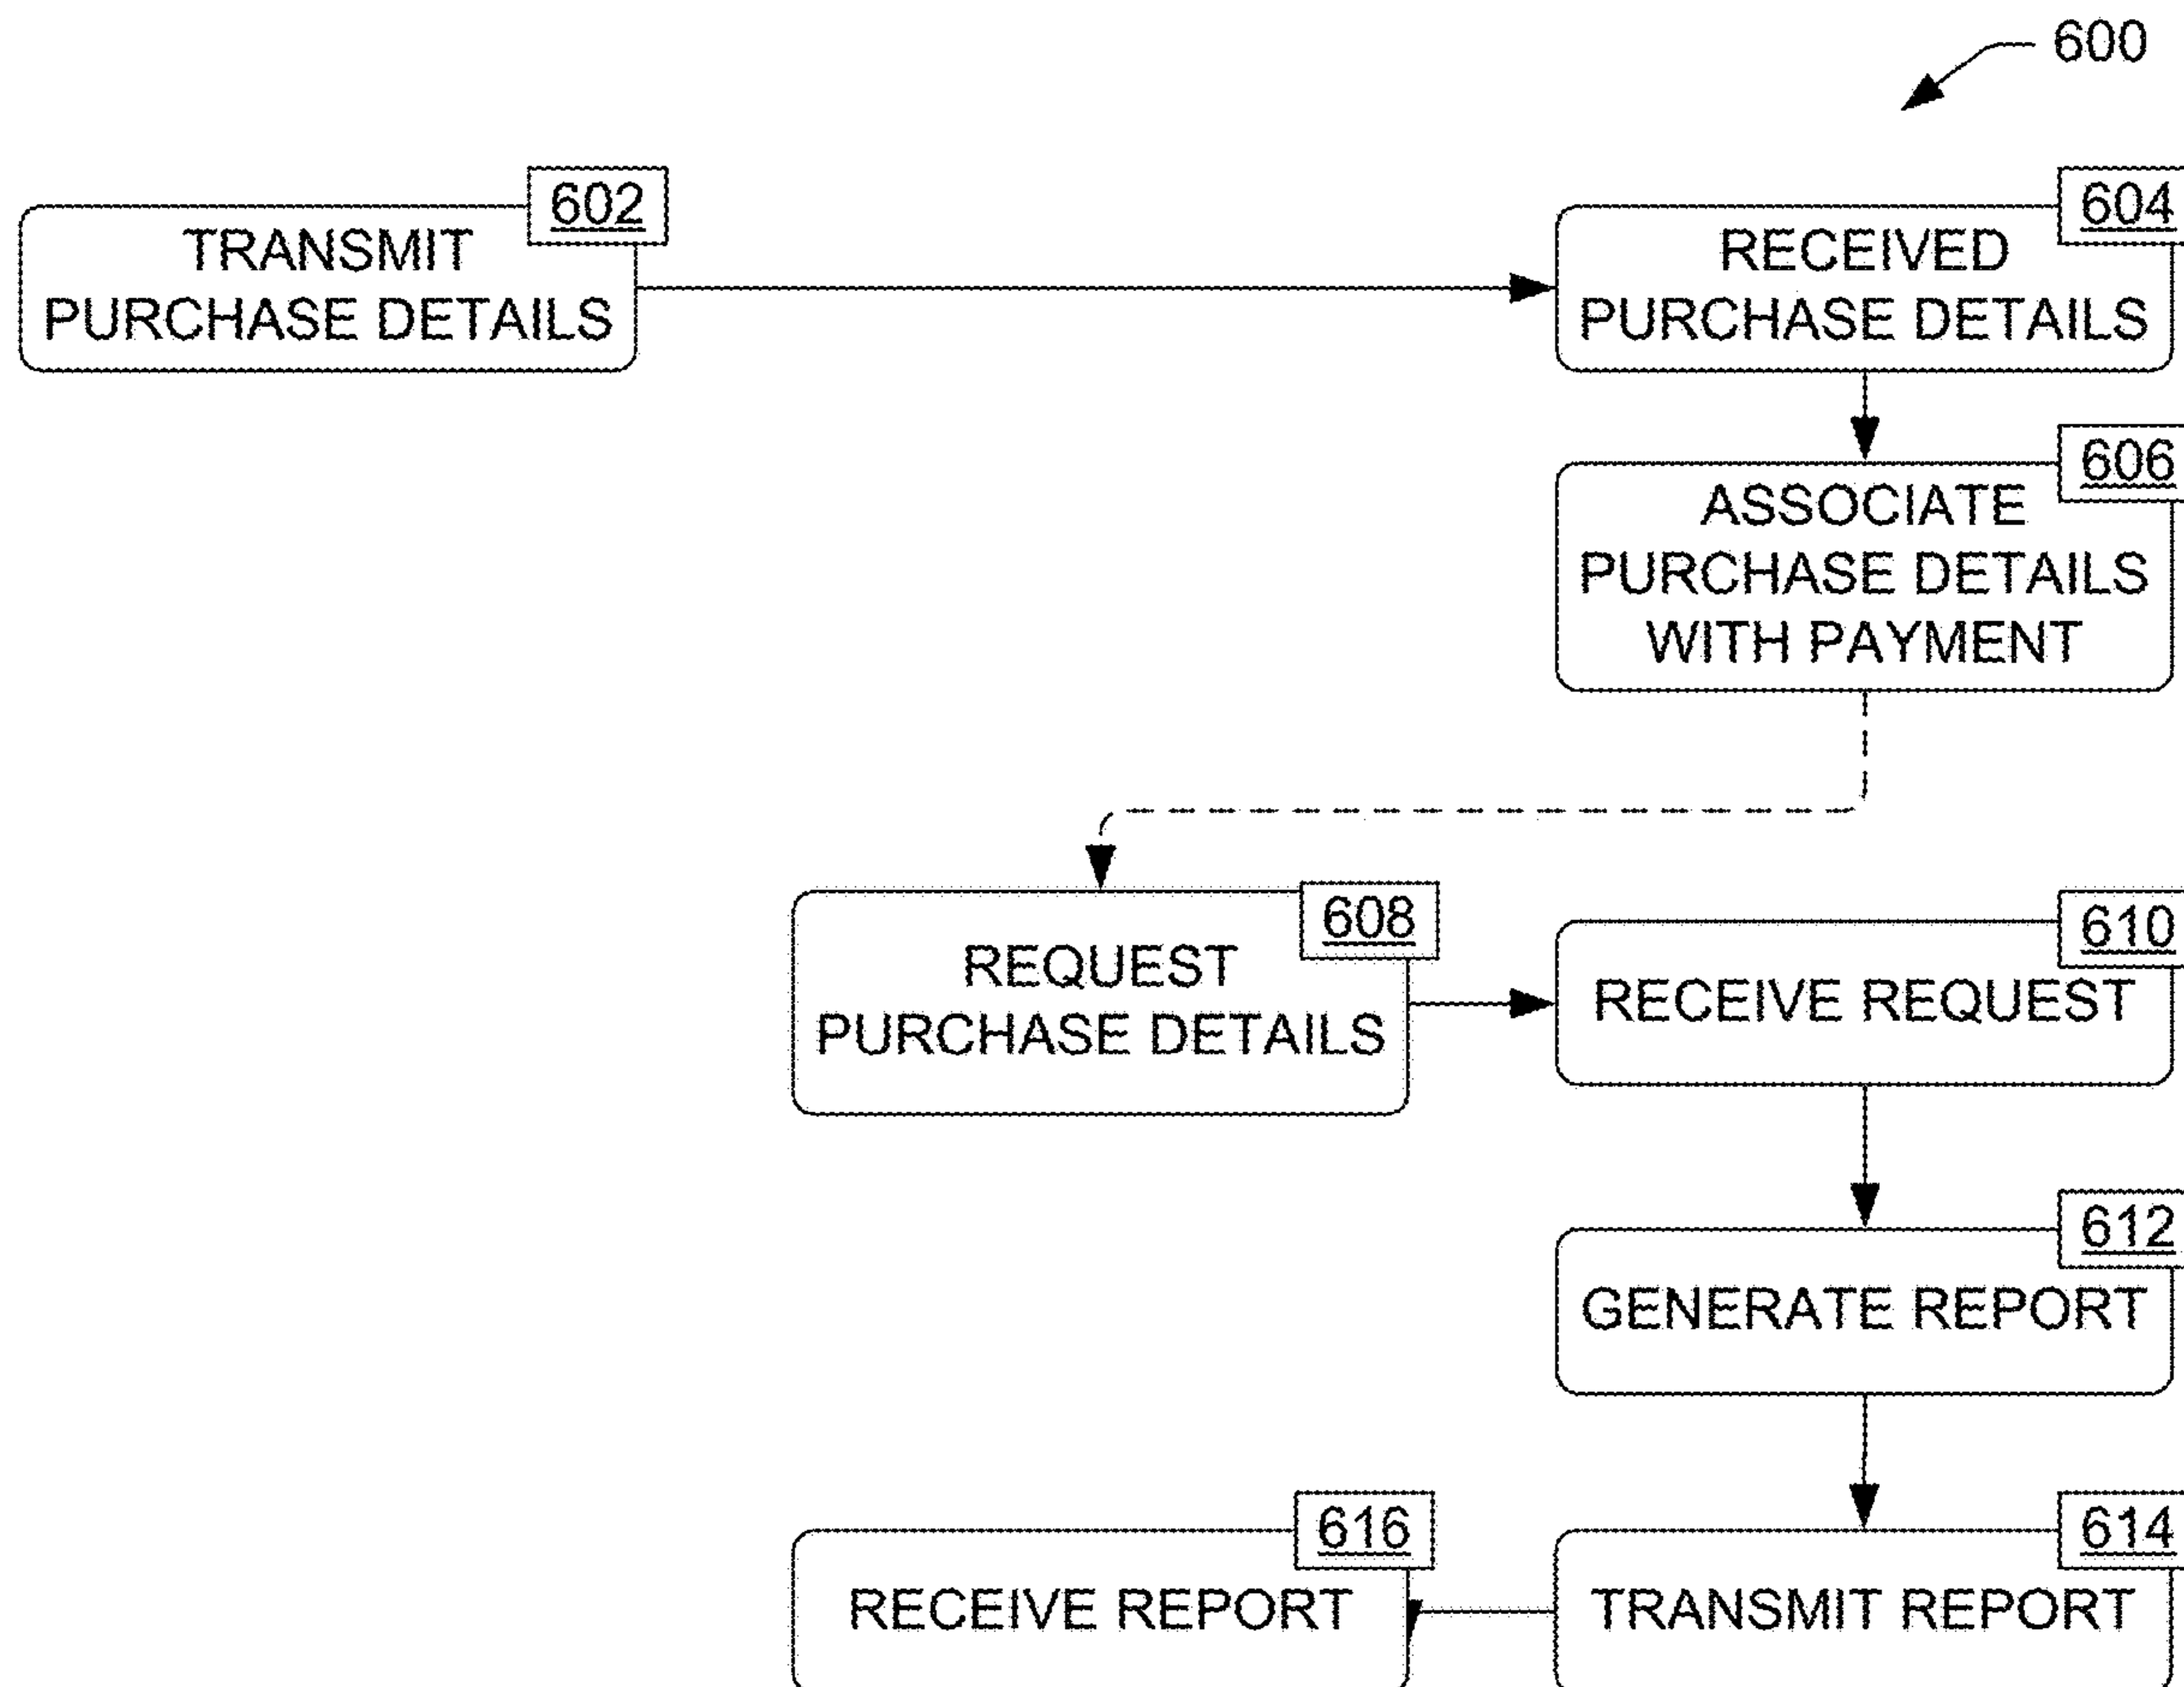 600
602
TRANSMIT
PURCHASE DETAILS
604
RECEIVED
PURCHASE DETAILS
606
ASSOCIATE
PURCHASE DETAILS
WITH PAYMENT
608
REQUEST
PURCHASE DETAILS
610
RECEIVE REQUEST
612
GENERATE REPORT
616
RECEIVE REPORT
614
TRANSMIT REPORT